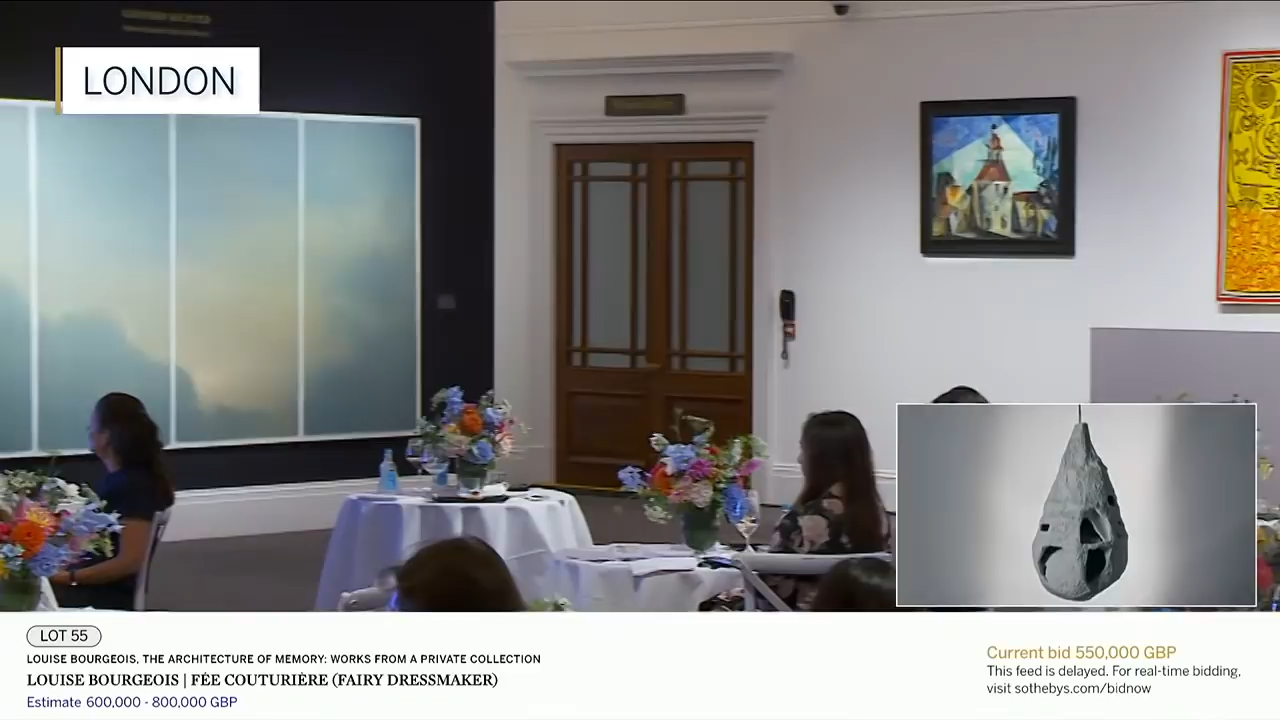 LONDON
LOT 55
LOUISE BOURGEOIS, THE ARCHITECTURE OF MEMORY: WORKS FROM A PRIVATE COLLECTION
LOUISE BOURGEOIS | FÉE COUTURIÈRE (FAIRY DRESSMAKER)
Estimate 600,000 - 800,000 GBP
Current bid 550,000 GBP
This feed is delayed. For real-time bidding,
visit sothebys.com/bidnow